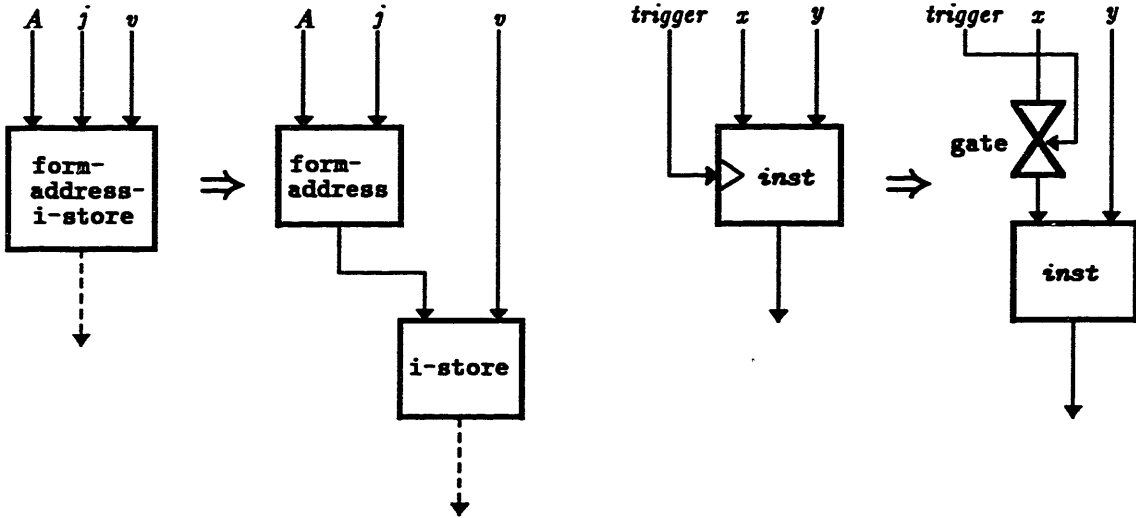 A j v
A j v
trigger x y
trigger x y
form-
address-
i-store
⇒
form-
address
i-store
inst
⇒
gate
inst